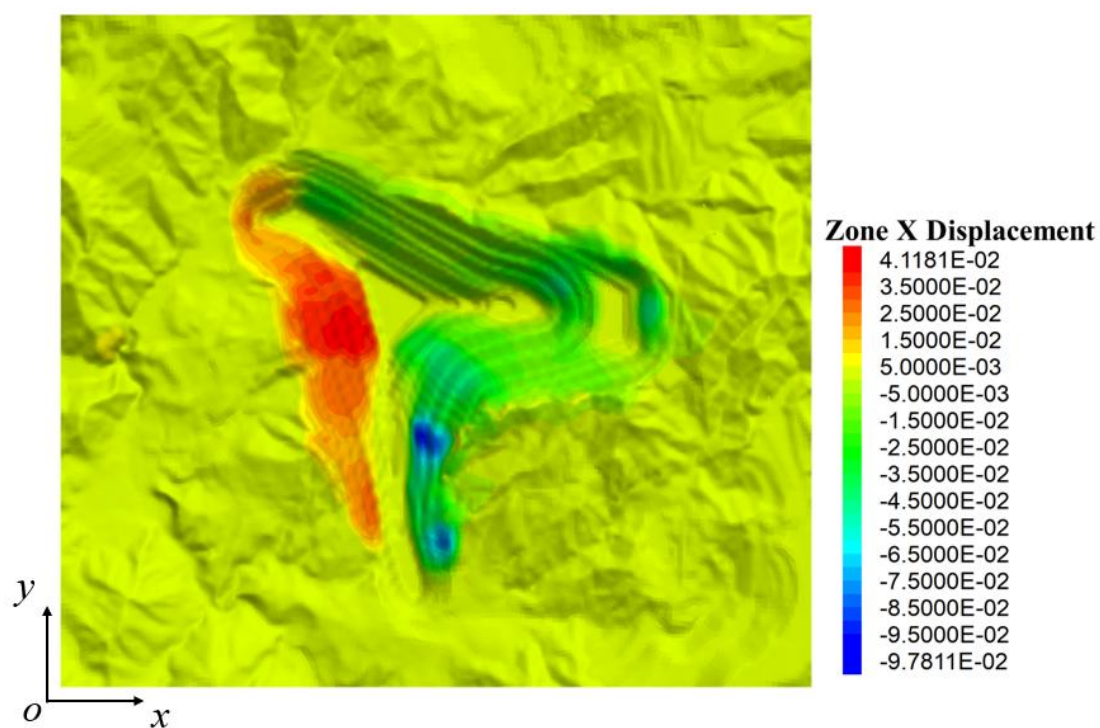 Zone X Displacement
4.1181E-02
3.5000E-02
2.5000E-02
1.5000E-02
5.0000E-03
-5.0000E-03
-1.5000E-02
-2.5000E-02
-3.5000E-02
-4.5000E-02
-5.5000E-02
-6.5000E-02
-7.5000E-02
-8.5000E-02
-9.5000E-02
-9.7811E-02
y
o
x